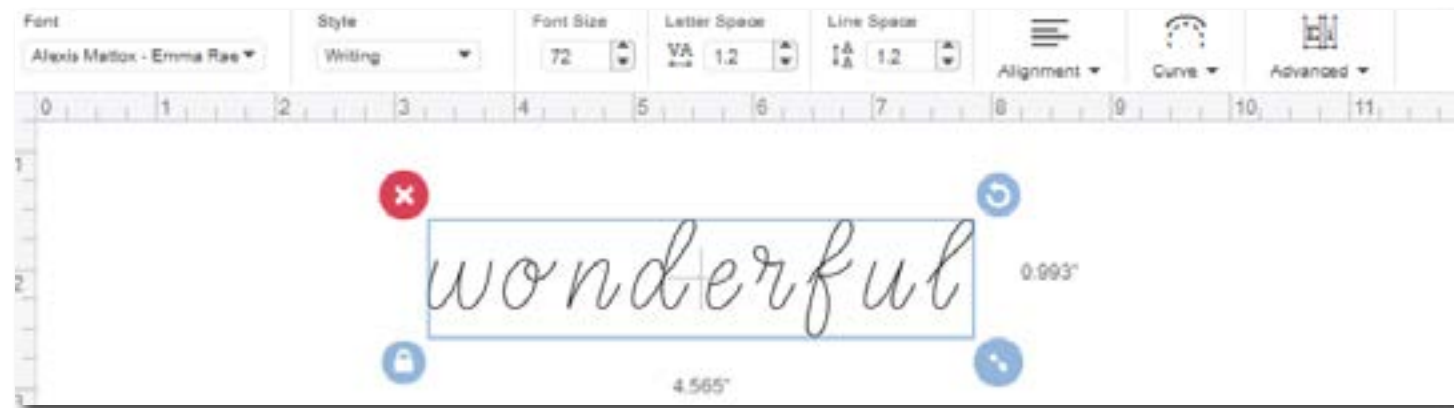 Font Style Font Size Letter Space Line Space
Alexis Mattox - Emma Rae Writing 72 VA 1.2 1.2 Alignment Curve Advanced
0 1 2 3 4 5 6 7 8 9 10 11
1
wonderful
2 0.993"
4.565"
3